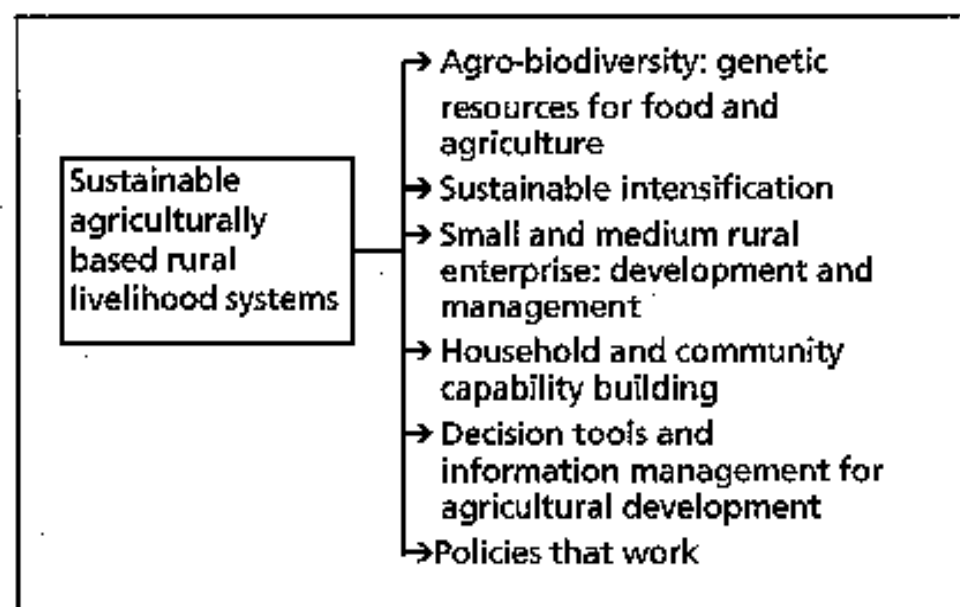 Sustainable
agriculturally
based rural
livelihood systems
Agro-biodiversity: genetic
resources for food and
agriculture
Sustainable intensification
Small and medium rural
enterprise: development and
management
Household and community
capability building
Decision tools and
information management for
agricultural development
Policies that work